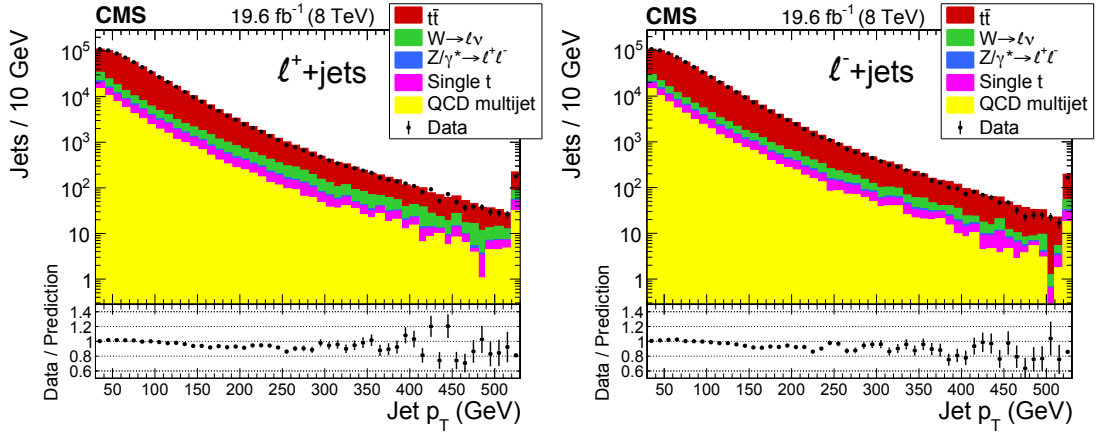 CMS 19.6 fb⁻¹ (8 TeV)
tt̄
W→ℓν
Z/γ*→ℓ⁺ℓ⁻
Single t
QCD multijet
Data
ℓ⁺+jets
Jets / 10 GeV
10⁵
10⁴
10³
10²
10
1
Data / Prediction
1.4
1.2
1
0.8
0.6
50 100 150 200 250 300 350 400 450 500
Jet p_T (GeV)
CMS 19.6 fb⁻¹ (8 TeV)
tt̄
W→ℓν
Z/γ*→ℓ⁺ℓ⁻
Single t
QCD multijet
Data
ℓ⁻+jets
Jets / 10 GeV
10⁵
10⁴
10³
10²
10
1
Data / Prediction
1.4
1.2
1
0.8
0.6
50 100 150 200 250 300 350 400 450 500
Jet p_T (GeV)